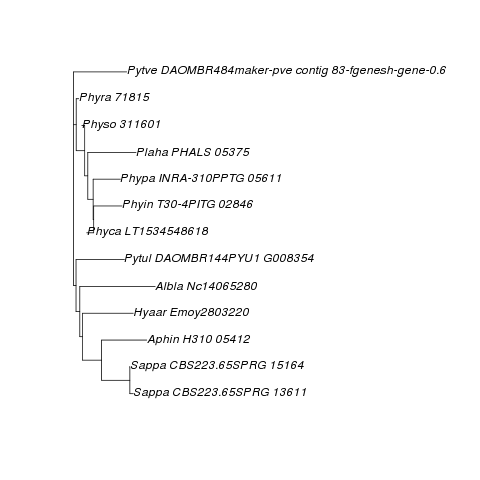 Pytve DAOMBR484maker-pve contig 83-fgenesh-gene-0.6
Phyra 71815
Physo 311601
Plaha PHALS 05375
Phypa INRA-310PPTG 05611
Phyin T30-4PITG 02846
Phyca LT1534548618
Pytul DAOMBR144PYU1 G008354
Albla Nc14065280
Hyaar Emoy2803220
Aphin H310 05412
Sappa CBS223.65SPRG 15164
Sappa CBS223.65SPRG 13611